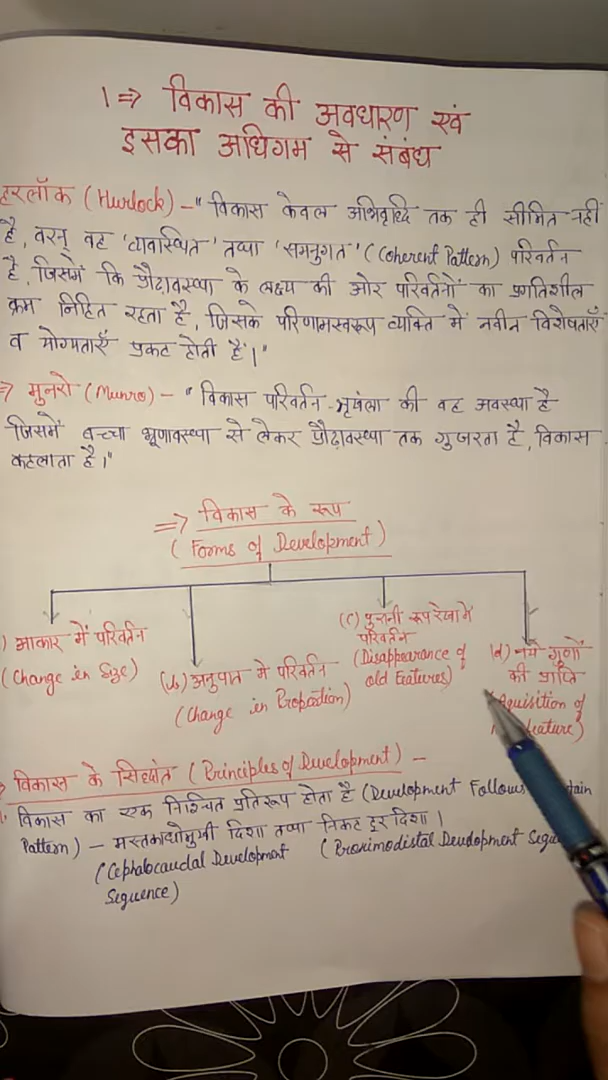 1 ⇒ विकास की अवधारण एवं
इसका अधिगम से संबंध
हरलॉक (Hurlock) – " विकास केवल अभिवृद्धि तक ही सीमित नहीं
है, वरन् वह 'व्यवस्थित' तथा 'समनुगत' (Coherent Pattern) परिवर्तन
है, जिसमें कि प्रौढ़ावस्था के लक्ष्य की ओर परिवर्तनों का प्रगतिशील
क्रम निहित रहता है, जिसके परिणामस्वरूप व्यक्ति में नवीन विशेषताएँ
व योग्यताएँ प्रकट होती हैं।"
⇒ मुनरो (Munro) – " विकास परिवर्तन-श्रृंखला की वह अवस्था है
जिसमें बच्चा भ्रूणावस्था से लेकर प्रौढ़ावस्था तक गुजरता है, विकास
कहलाता है।"
⇒ विकास के रूप
(Forms of Development)
) आकार में परिवर्तन
(Change in Size)
(b) अनुपात में परिवर्तन
(Change in Propotion)
(c) पुरानी रूपरेखा में
परिवर्तन
(Disappearance of
old Features)
(d) नये गुणों
की प्राप्ति
Aquisition of
feature)
विकास के सिद्धांत (Principles of Development) –
1. विकास का एक निश्चित प्रतिरूप होता है (Development Follows
Pattern) – मस्तकाधोमुखी दिशा तथा निकट दूर दिशा।
(Cephalocaudal Development
Sequence)
(Proximodistal Development